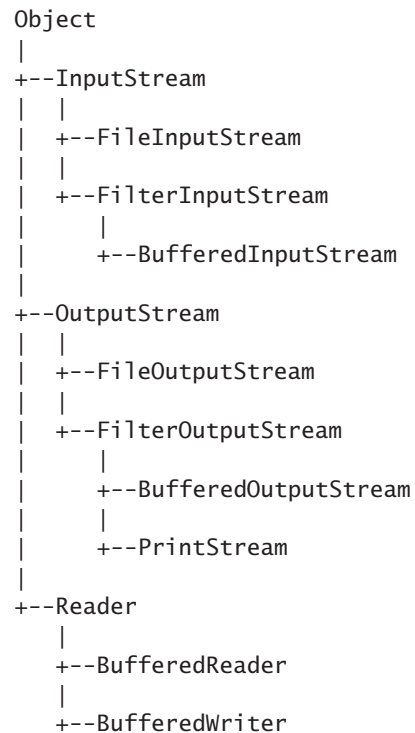 Object
|
+--InputStream
|  |
|  +--FileInputStream
|  |
|  +--FilterInputStream
|     |
|     +--BufferedInputStream
|
+--OutputStream
|  |
|  +--FileOutputStream
|  |
|  +--FilterOutputStream
|     |
|     +--BufferedOutputStream
|     |
|     +--PrintStream
|
+--Reader
   |
   +--BufferedReader
   |
   +--BufferedWriter